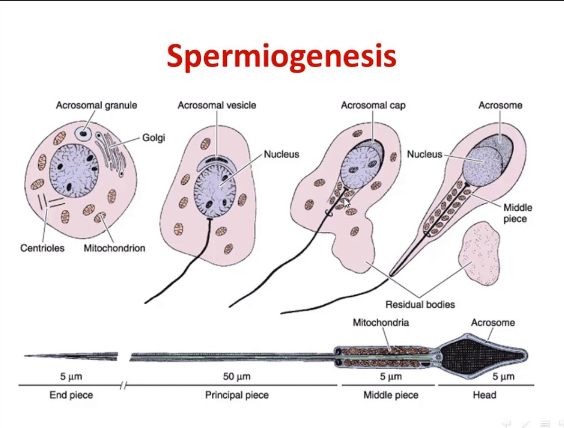 Spermiogenesis
Acrosomal granule
Acrosomal vesicle
Acrosomal cap
Acrosome
Golgi
Nucleus
Nucleus
Middle
piece
Centrioles
Mitochondrion
Residual bodies
Mitochondria
Acrosome
5 µm
50 µm
5 µm
5 µm
End piece
Principal piece
Middle piece
Head